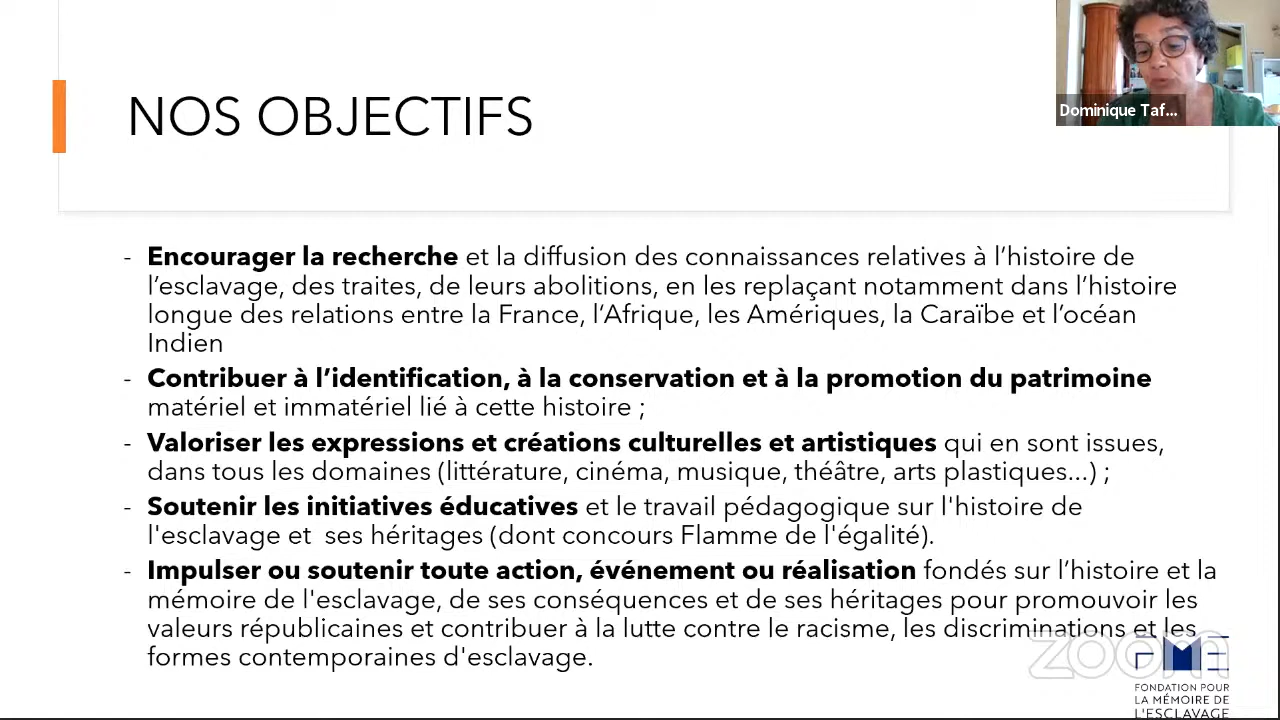 NOS OBJECTIFS
Dominique Taf...
- Encourager la recherche et la diffusion des connaissances relatives à l’histoire de
l’esclavage, des traites, de leurs abolitions, en les replaçant notamment dans l’histoire
longue des relations entre la France, l’Afrique, les Amériques, la Caraïbe et l’océan
Indien
- Contribuer à l’identification, à la conservation et à la promotion du patrimoine
matériel et immatériel lié à cette histoire ;
- Valoriser les expressions et créations culturelles et artistiques qui en sont issues,
dans tous les domaines (littérature, cinéma, musique, théâtre, arts plastiques...) ;
- Soutenir les initiatives éducatives et le travail pédagogique sur l'histoire de
l'esclavage et  ses héritages (dont concours Flamme de l'égalité).
- Impulser ou soutenir toute action, événement ou réalisation fondés sur l’histoire et la
mémoire de l'esclavage, de ses conséquences et de ses héritages pour promouvoir les
valeurs républicaines et contribuer à la lutte contre le racisme, les discriminations et les
formes contemporaines d'esclavage.
zoom
FME
FONDATION POUR
LA MÉMOIRE DE
L'ESCLAVAGE